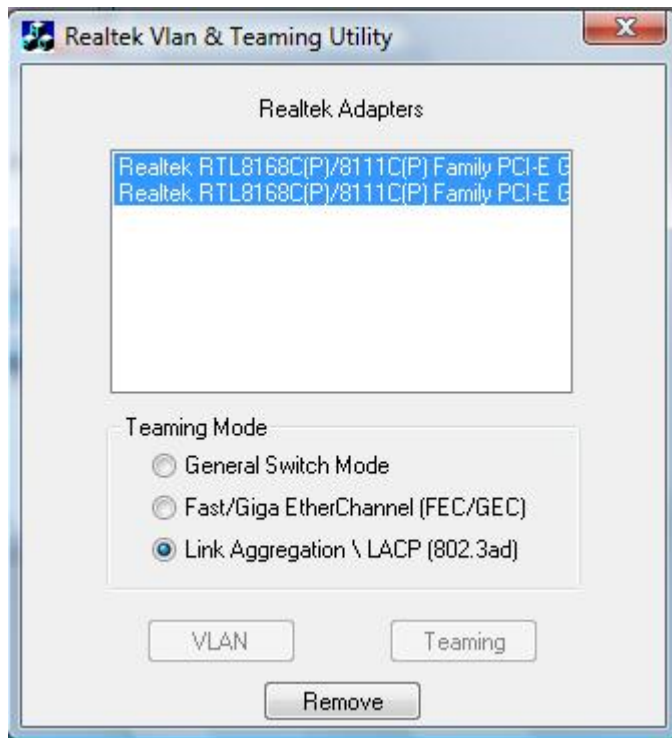 Realtek Vlan & Teaming Utility
Realtek Adapters
Realtek RTL8168C(P)/8111C(P) Family PCI-E G
Realtek RTL8168C(P)/8111C(P) Family PCI-E G
Teaming Mode
General Switch Mode
Fast/Giga EtherChannel (FEC/GEC)
Link Aggregation \ LACP (802.3ad)
VLAN Teaming
Remove